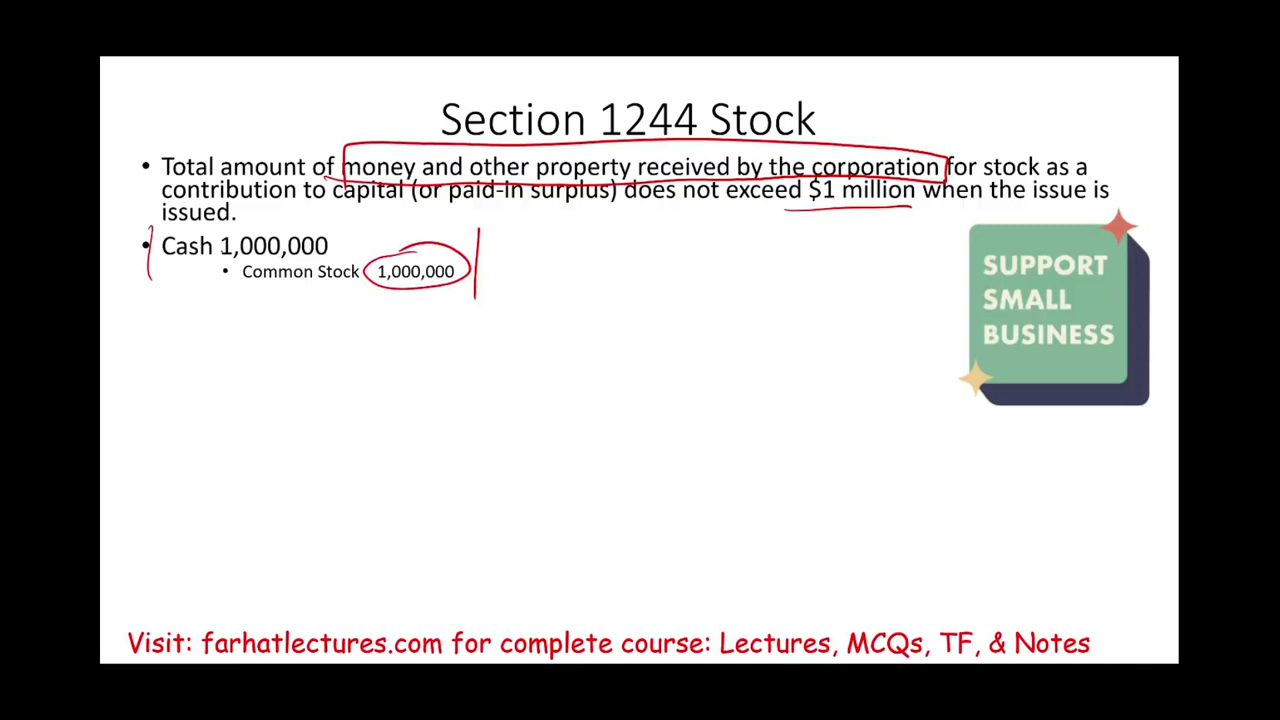 Section 1244 Stock
• Total amount of money and other property received by the corporation for stock as a
contribution to capital (or paid-in surplus) does not exceed $1 million when the issue is
issued.
• Cash 1,000,000
• Common Stock 1,000,000
SUPPORT
SMALL
BUSINESS
Visit: farhatlectures.com for complete course: Lectures, MCQs, TF, & Notes